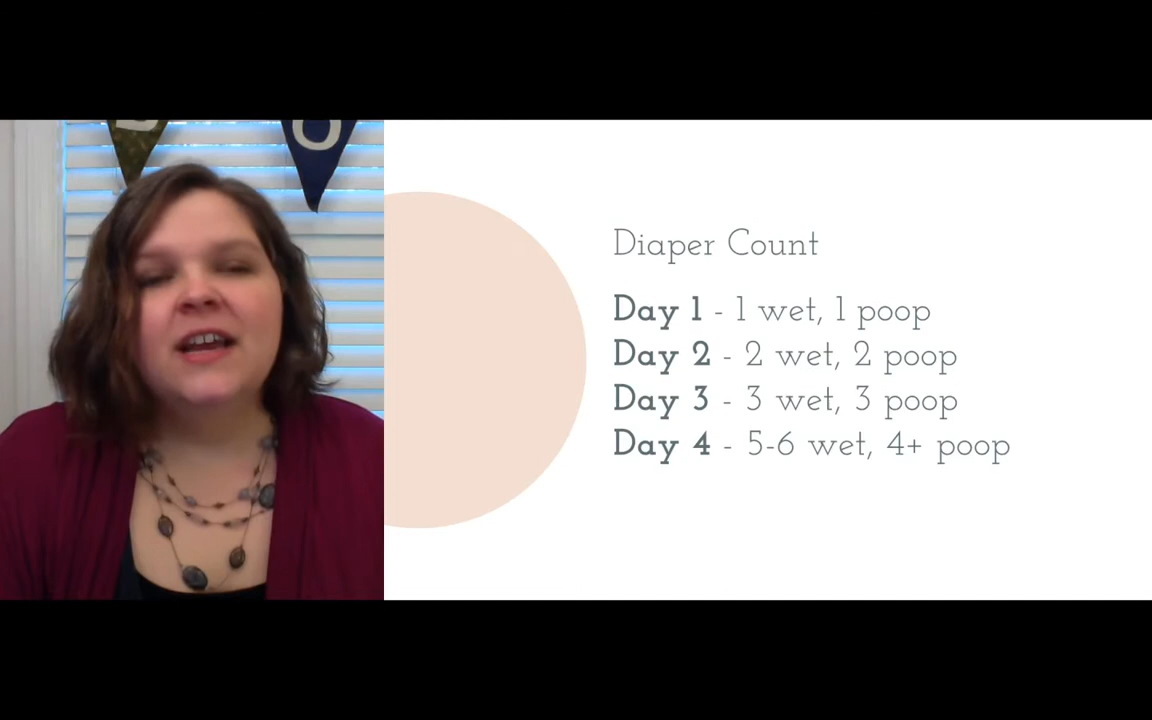 O
Diaper Count
Day 1 - 1 wet, 1 poop
Day 2 - 2 wet, 2 poop
Day 3 - 3 wet, 3 poop
Day 4 - 5-6 wet, 4+ poop